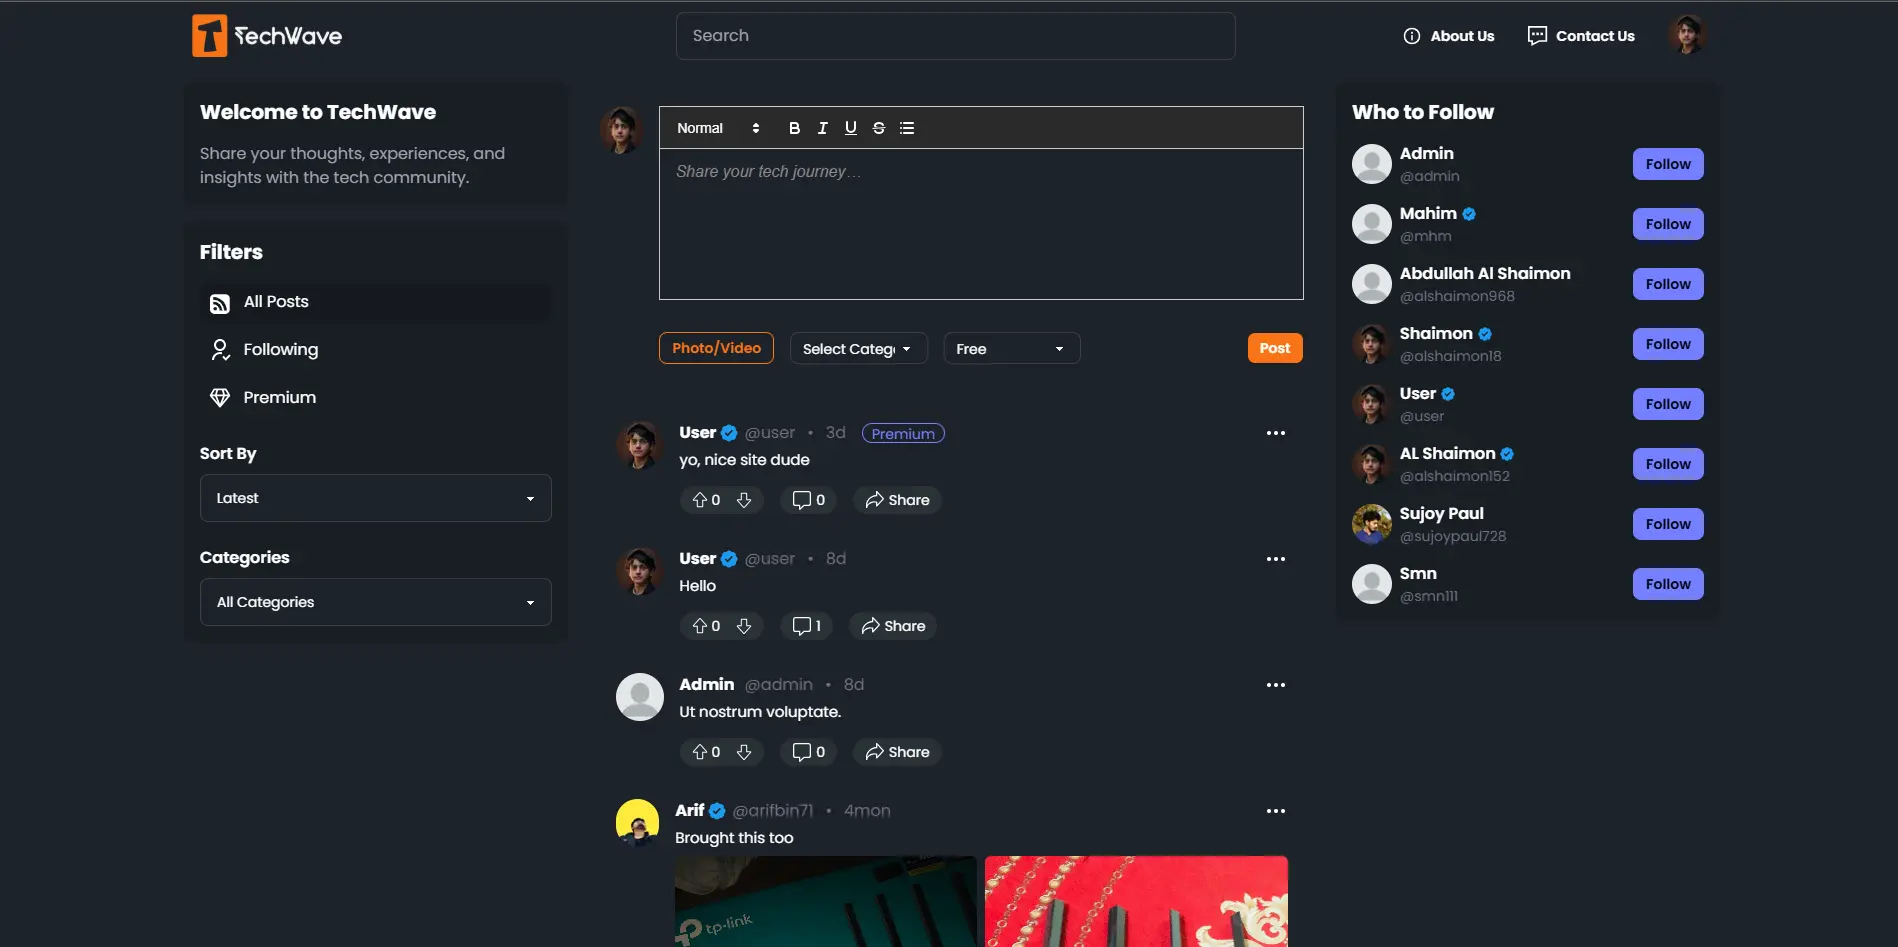 TechWave
Search
About Us
Contact Us
Welcome to TechWave
Share your thoughts, experiences, and
insights with the tech community.
Filters
All Posts
Following
Premium
Sort By
Latest
Categories
All Categories
Normal
B I U S
Share your tech journey...
Photo/Video
Select Categ
Free
Post
User @user • 3d Premium
yo, nice site dude
0
0
Share
User @user • 8d
Hello
0
1
Share
Admin @admin • 8d
Ut nostrum voluptate.
0
0
Share
Arif @arifbin71 • 4mon
Brought this too
tp-link
Who to Follow
Admin
@admin
Follow
Mahim
@mhm
Follow
Abdullah Al Shaimon
@alshaimon968
Follow
Shaimon
@alshaimon18
Follow
User
@user
Follow
AL Shaimon
@alshaimon152
Follow
Sujoy Paul
@sujoypaul728
Follow
Smn
@smn111
Follow